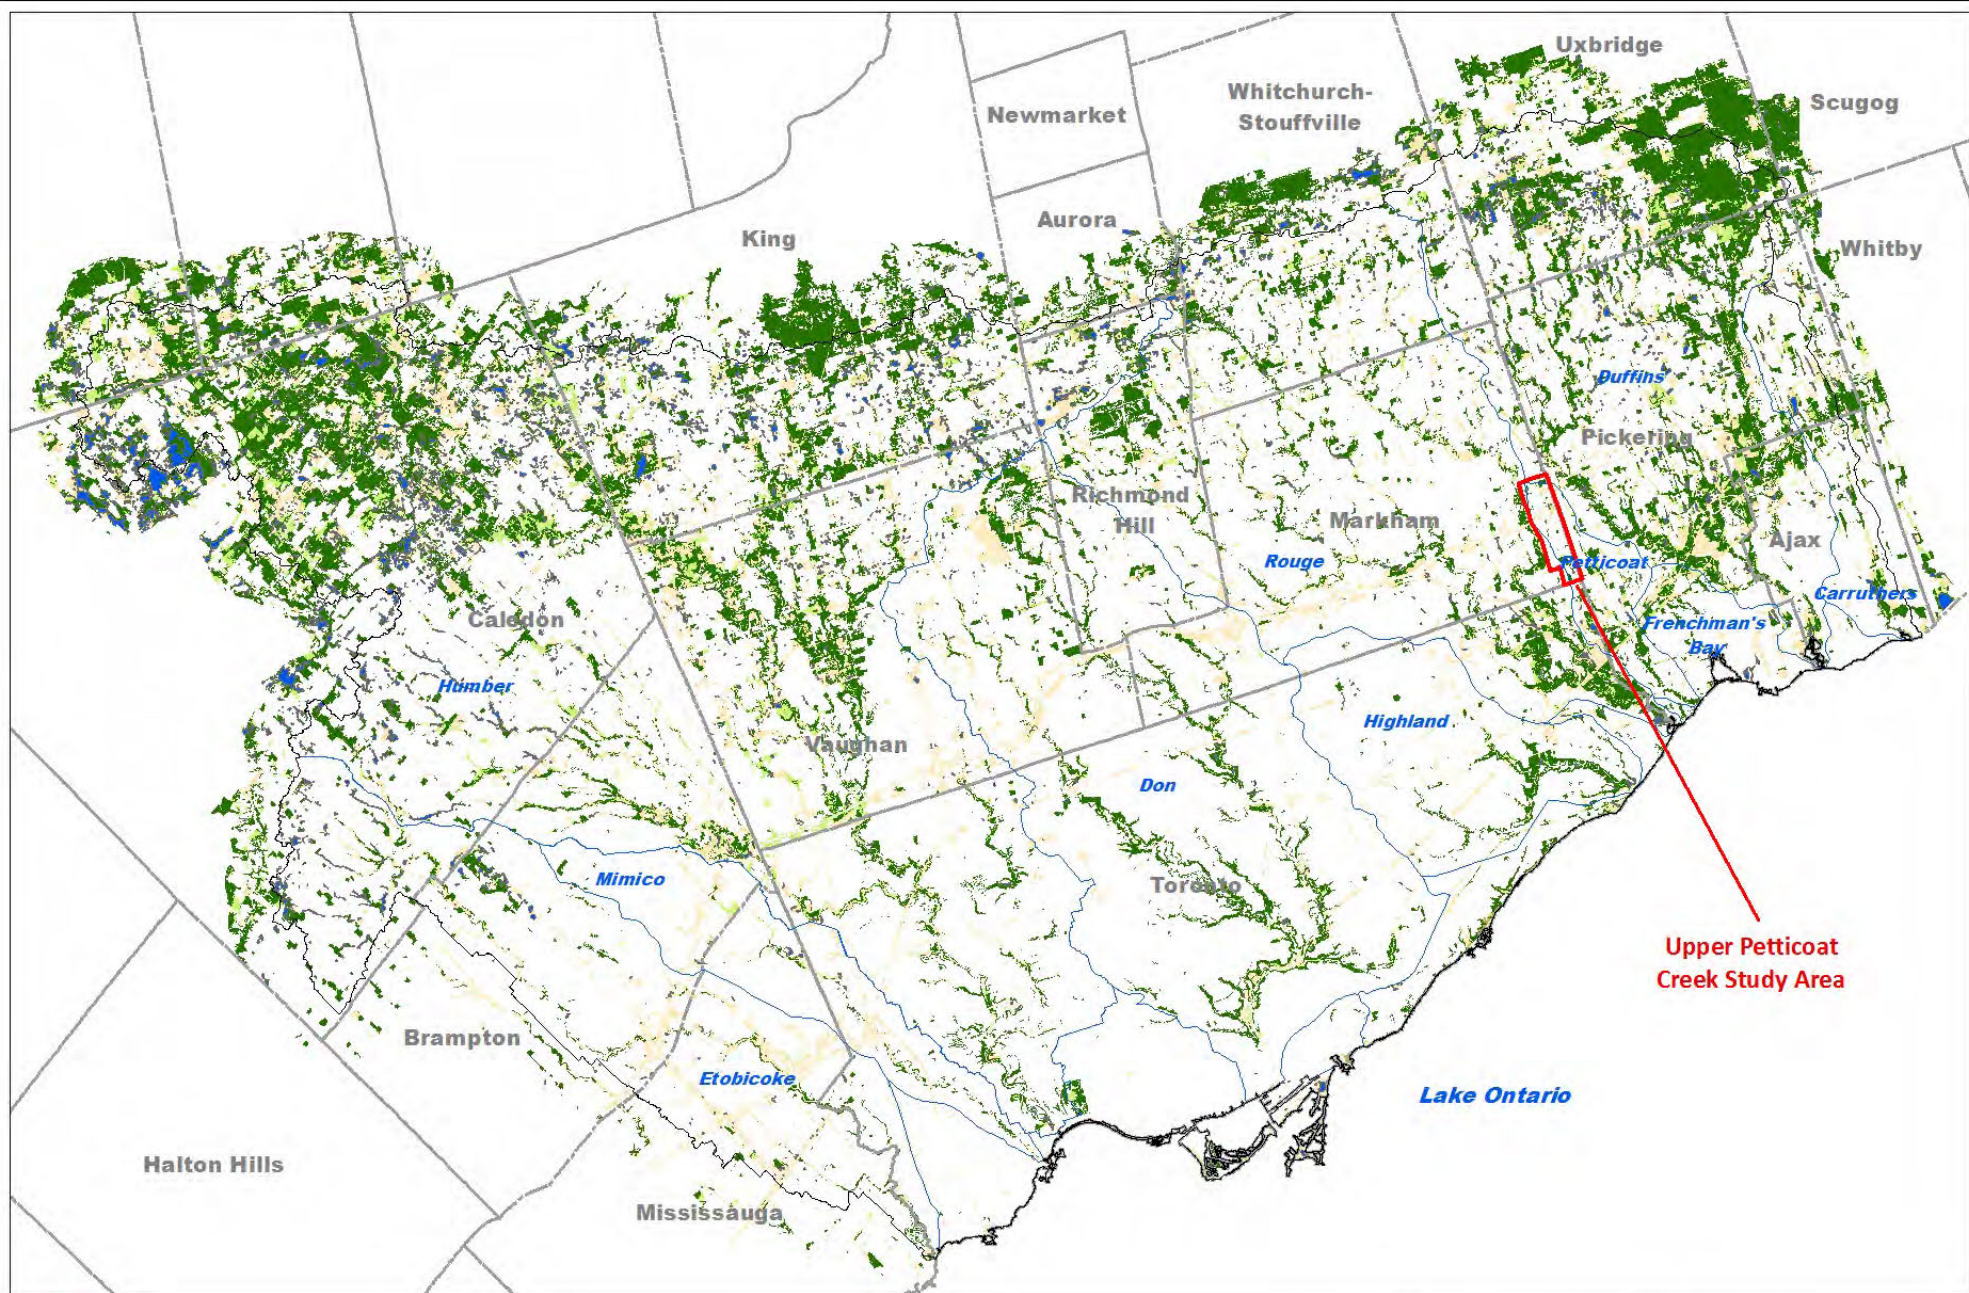 Uxbridge
Whitchurch-
Stouffville
Scugog
Newmarket
Aurora
King
Whitby
Duffins
Pickering
Richmond
Hill
Markham
Ajax
Rouge
Petticoat
Carruthers
Caledon
Frenchman's
Bay
Humber
Highland
Vaughan
Don
Mimico
Toronto
Upper Petticoat
Creek Study Area
Brampton
Etobicoke
Lake Ontario
Halton Hills
Mississauga